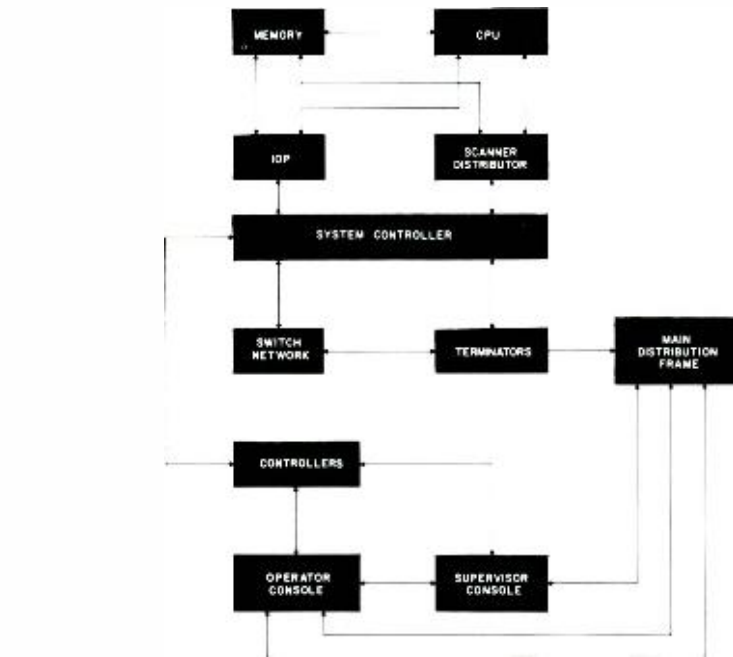 MEMORY
CPU
IOP
SCANNER
DISTRIBUTOR
SYSTEM CONTROLLER
SWITCH
NETWORK
TERMINATORS
MAIN
DISTRIBUTION
FRAME
CONTROLLERS
OPERATOR
CONSOLE
SUPERVISOR
CONSOLE